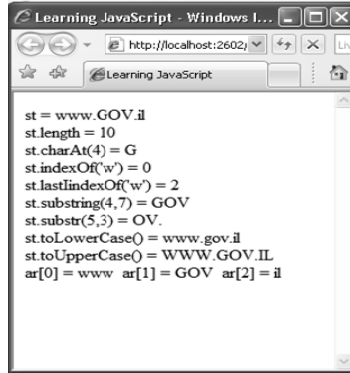 Learning JavaScript - Windows I...
http://localhost:2602/
Learning JavaScript
st = www.GOV.il
st.length = 10
st.charAt(4) = G
st.indexOf('w') = 0
st.lastIindexOf('w') = 2
st.substring(4,7) = GOV
st.substr(5,3) = OV.
st.toLowerCase() = www.gov.il
st.toUpperCase() = WWW.GOV.IL
ar[0] = www ar[1] = GOV ar[2] = il